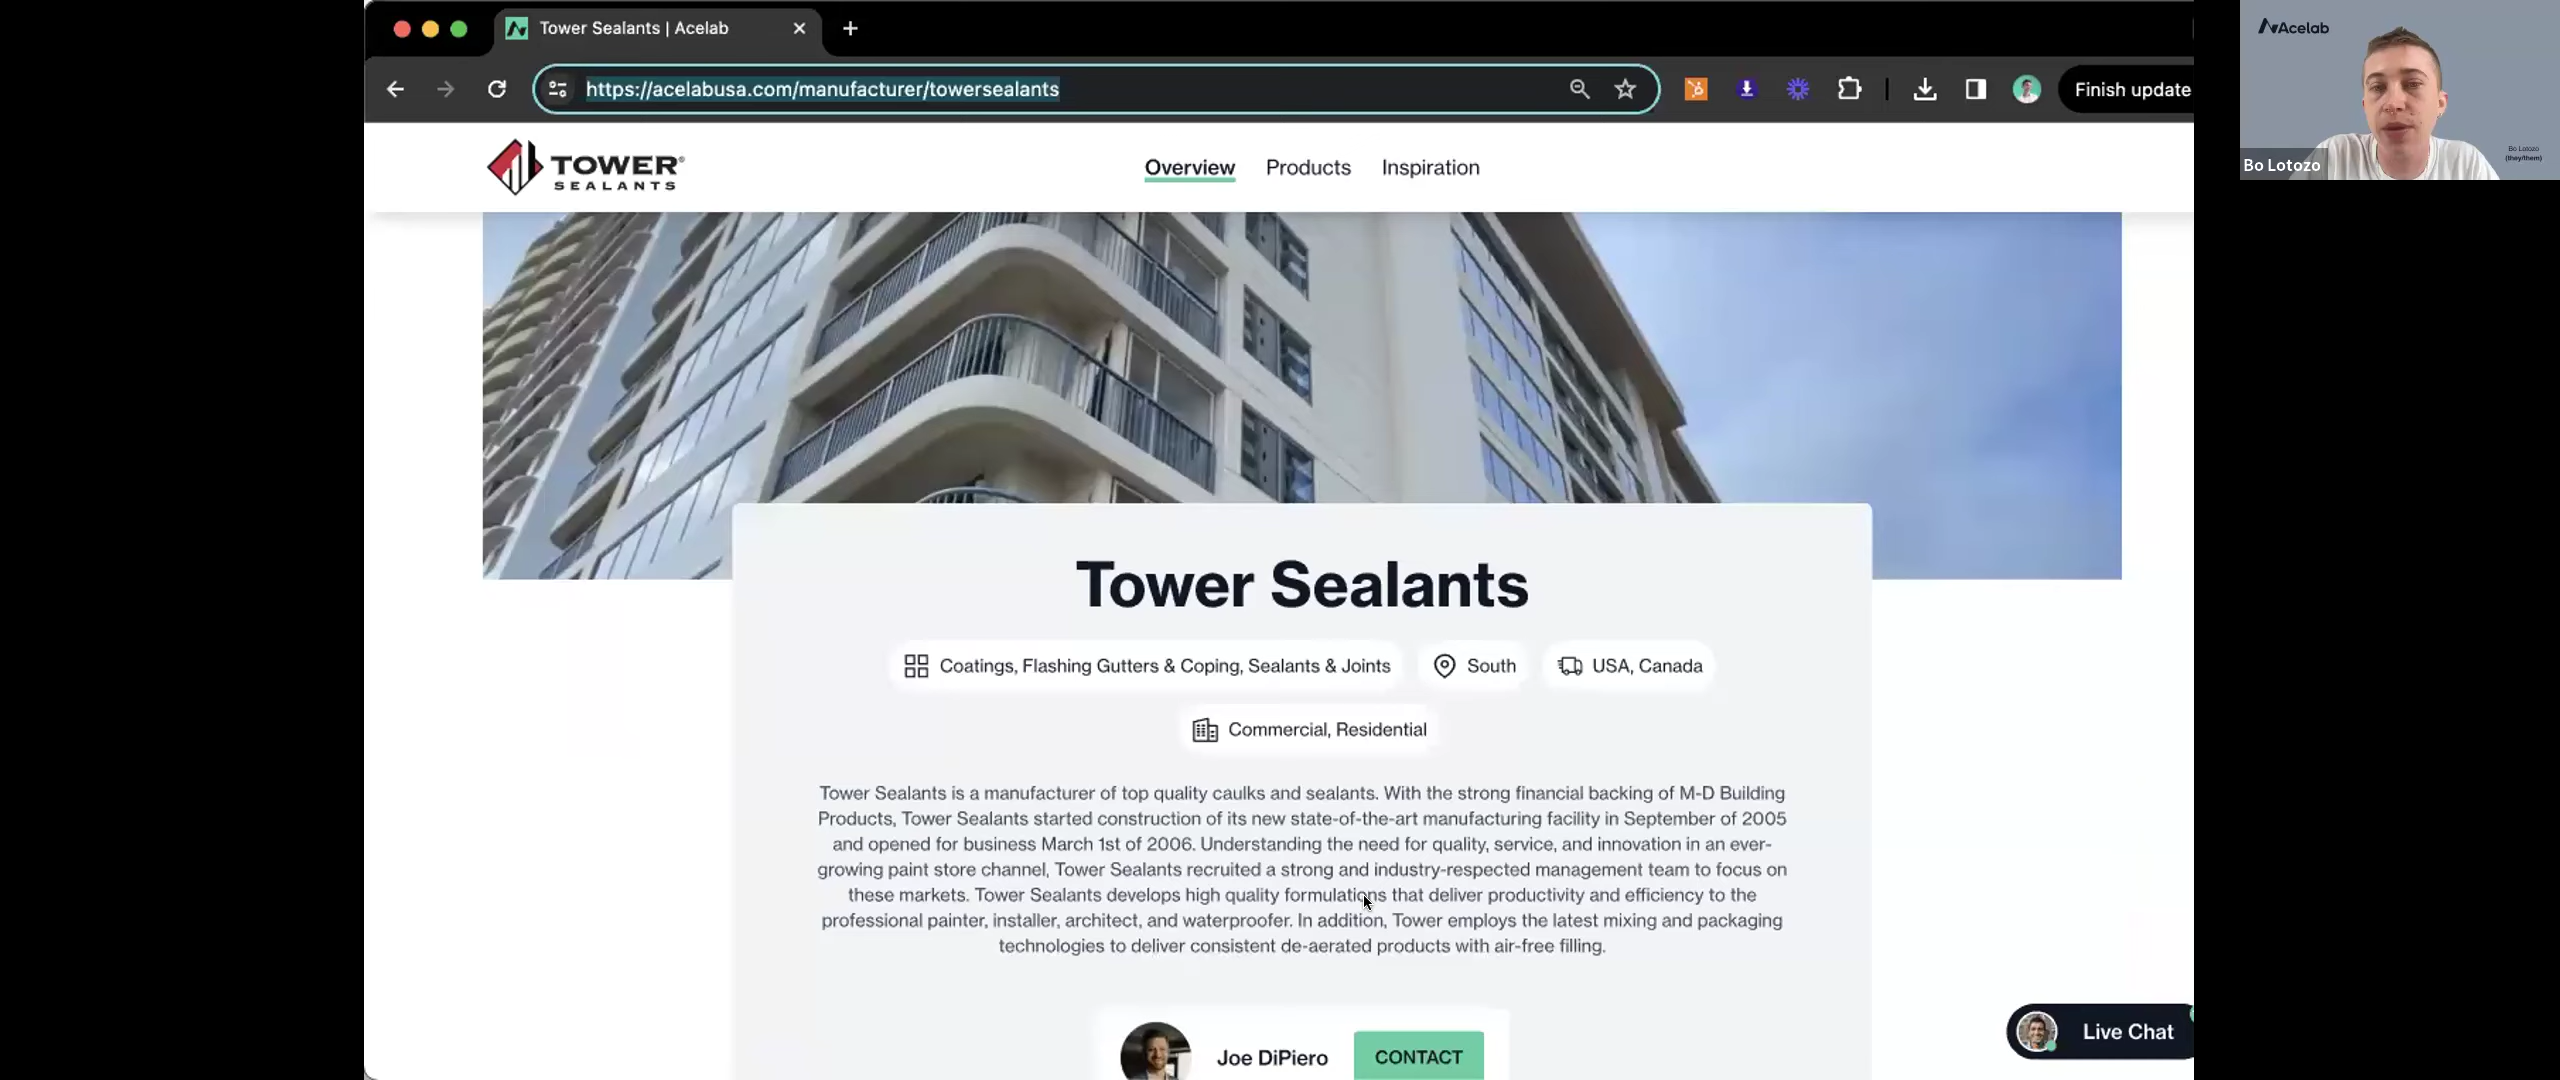 Tower Sealants | Acelab
https://acelabusa.com/manufacturer/towersealants
Finish update
TOWER®
SEALANTS
Overview
Products
Inspiration
Tower Sealants
Coatings, Flashing Gutters & Coping, Sealants & Joints
South
USA, Canada
Commercial, Residential
Tower Sealants is a manufacturer of top quality caulks and sealants. With the strong financial backing of M-D Building
Products, Tower Sealants started construction of its new state-of-the-art manufacturing facility in September of 2005
and opened for business March 1st of 2006. Understanding the need for quality, service, and innovation in an ever-
growing paint store channel, Tower Sealants recruited a strong and industry-respected management team to focus on
these markets. Tower Sealants develops high quality formulations that deliver productivity and efficiency to the
professional painter, installer, architect, and waterproofer. In addition, Tower employs the latest mixing and packaging
technologies to deliver consistent de-aerated products with air-free filling.
Joe DiPiero
CONTACT
Live Chat
Acelab
Bo Lotozo
(they/them)
Bo Lotozo